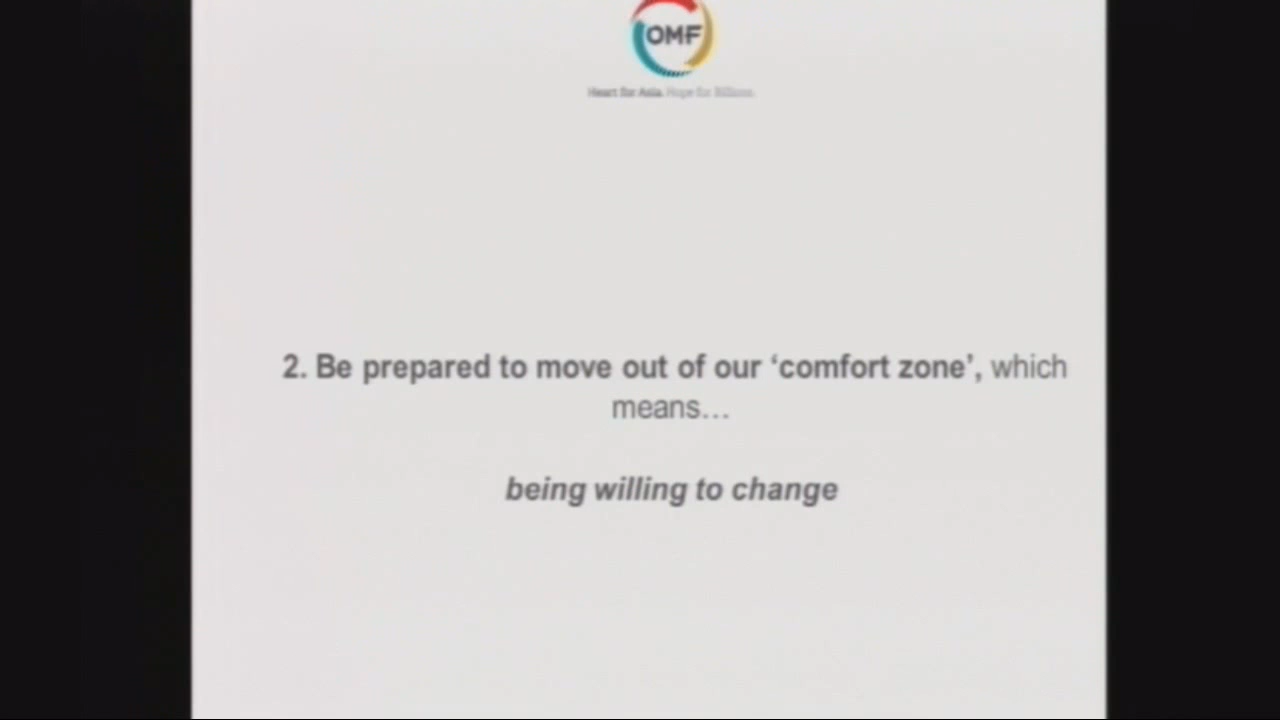 OMF
Heart for Asia. Hope for Billions.
2. Be prepared to move out of our ‘comfort zone’, which
means…
being willing to change